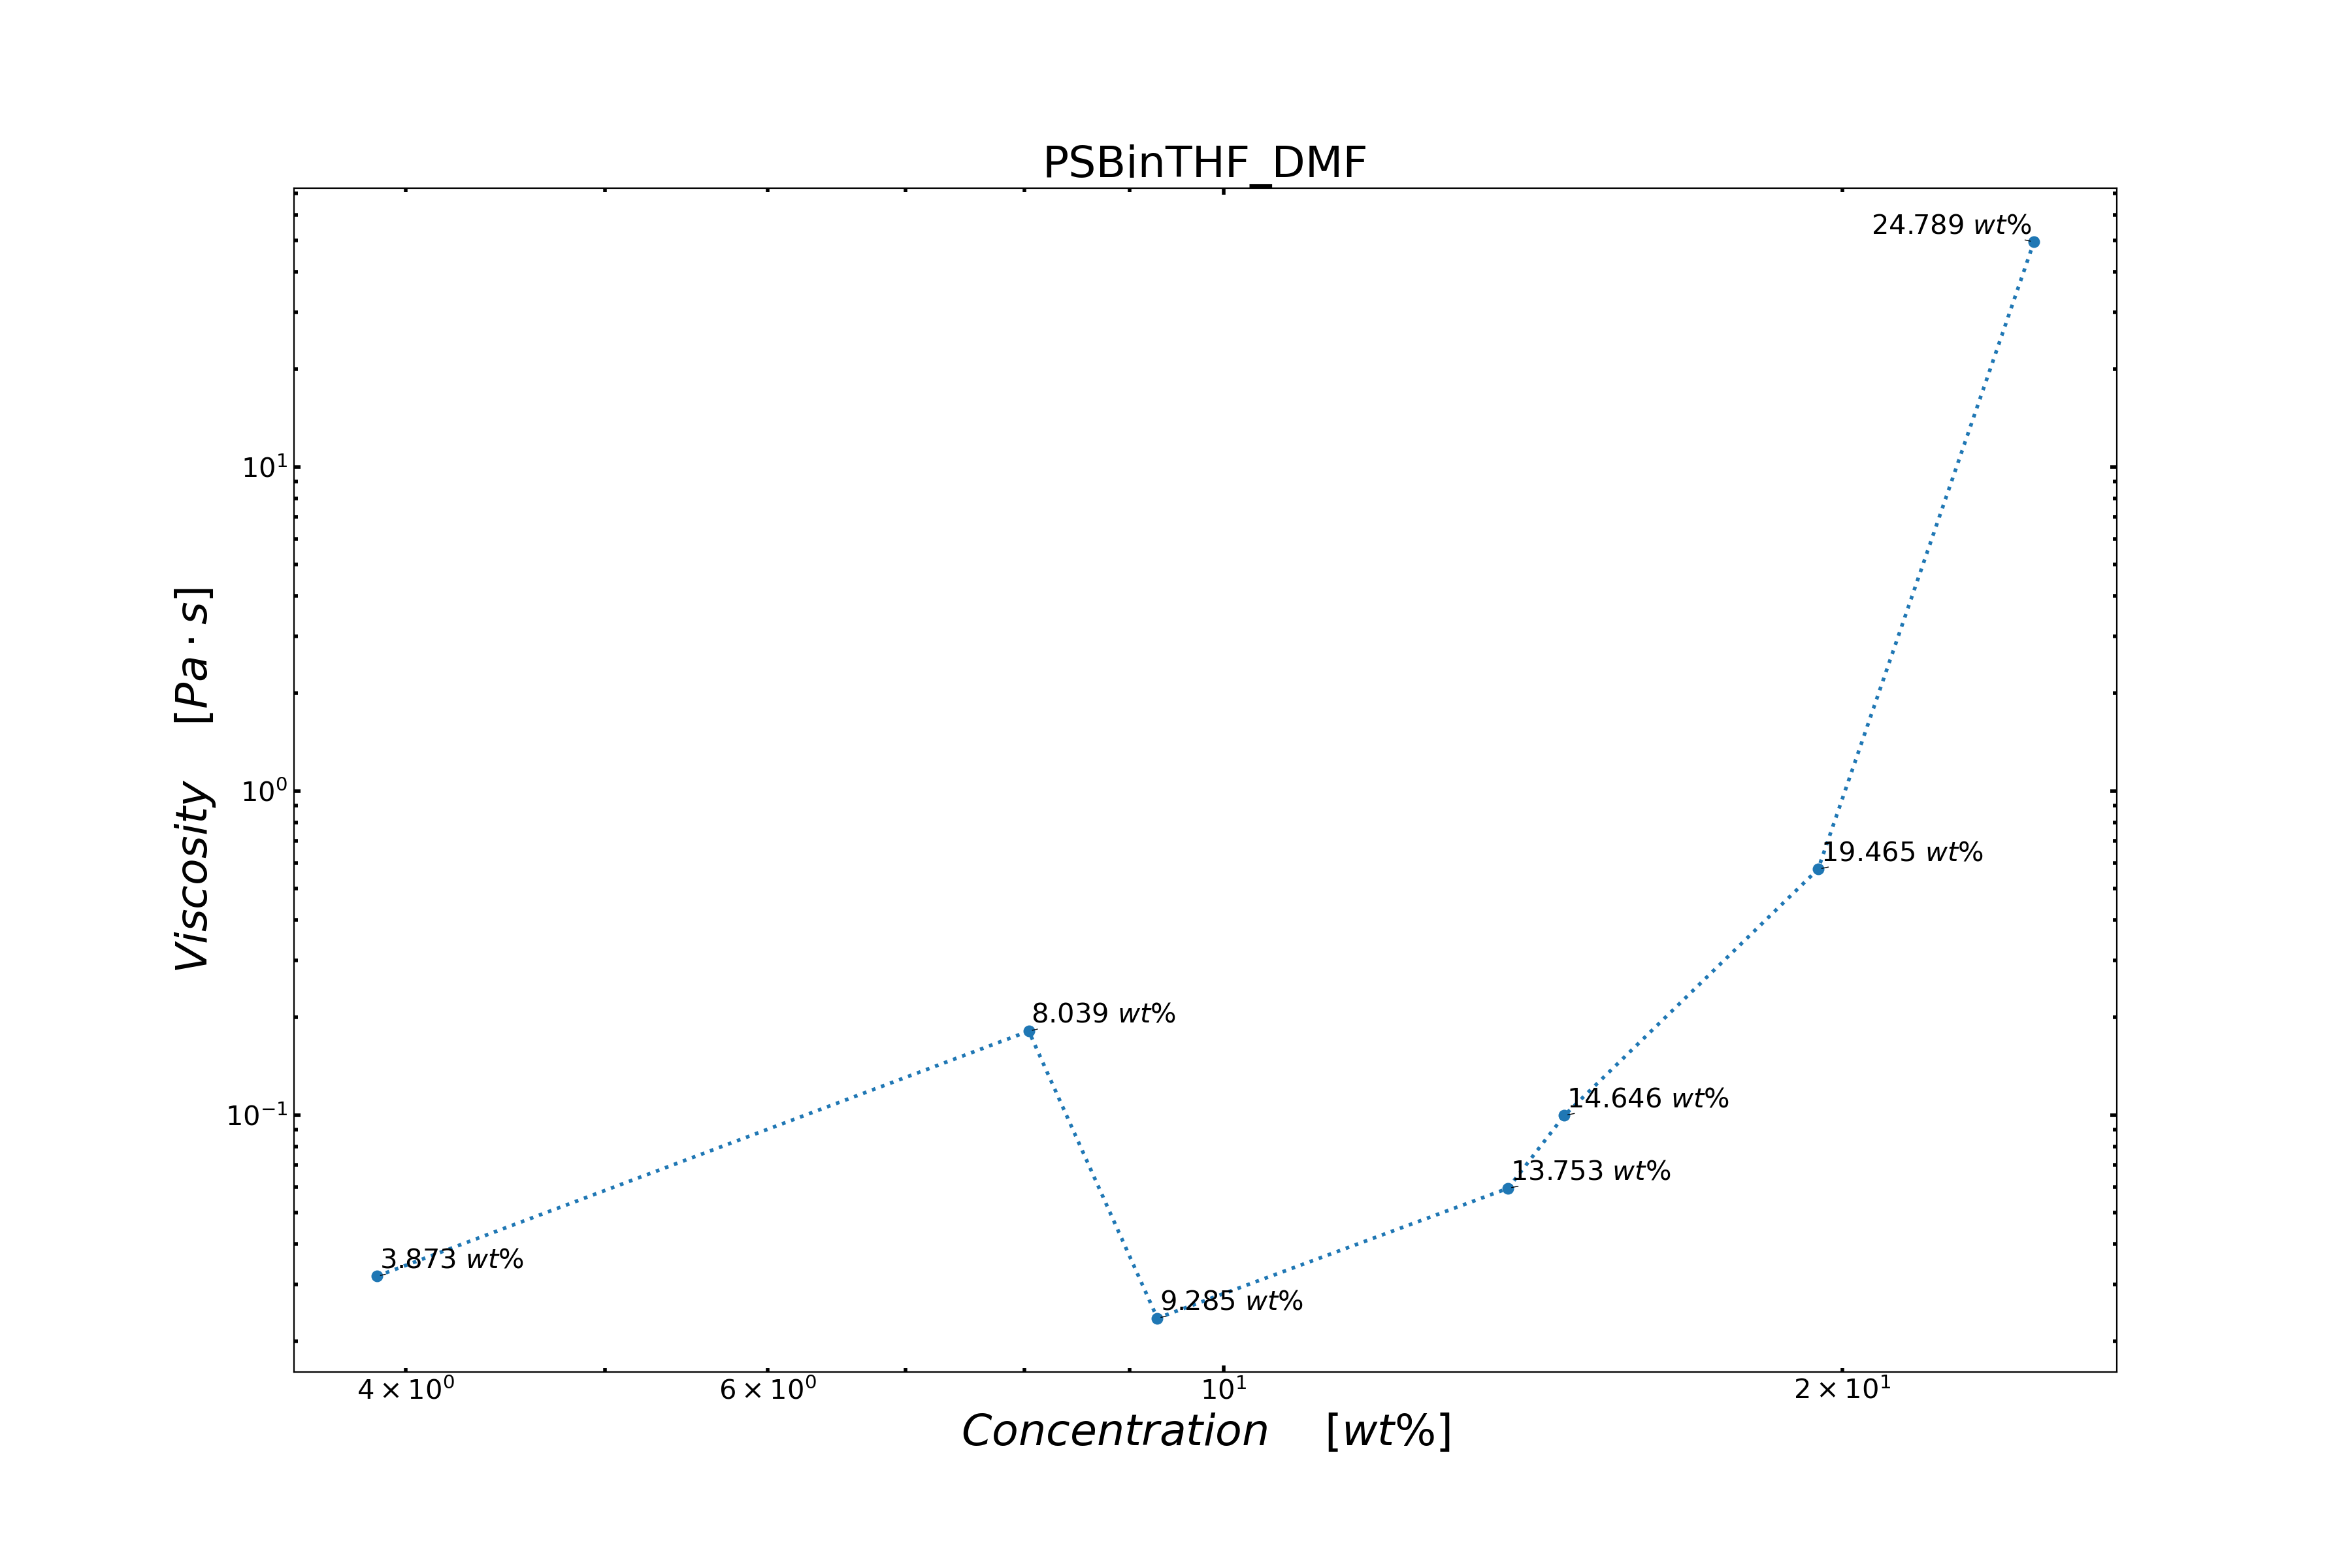 PSBinTHF_DMF
24.789 wt%
10¹
Viscosity [Pa · s]
10⁰
19.465 wt%
8.039 wt%
10⁻¹
14.646 wt%
13.753 wt%
3.873 wt%
9.285 wt%
4 × 10⁰ 6 × 10⁰ 10¹ 2 × 10¹
Concentration [wt%]